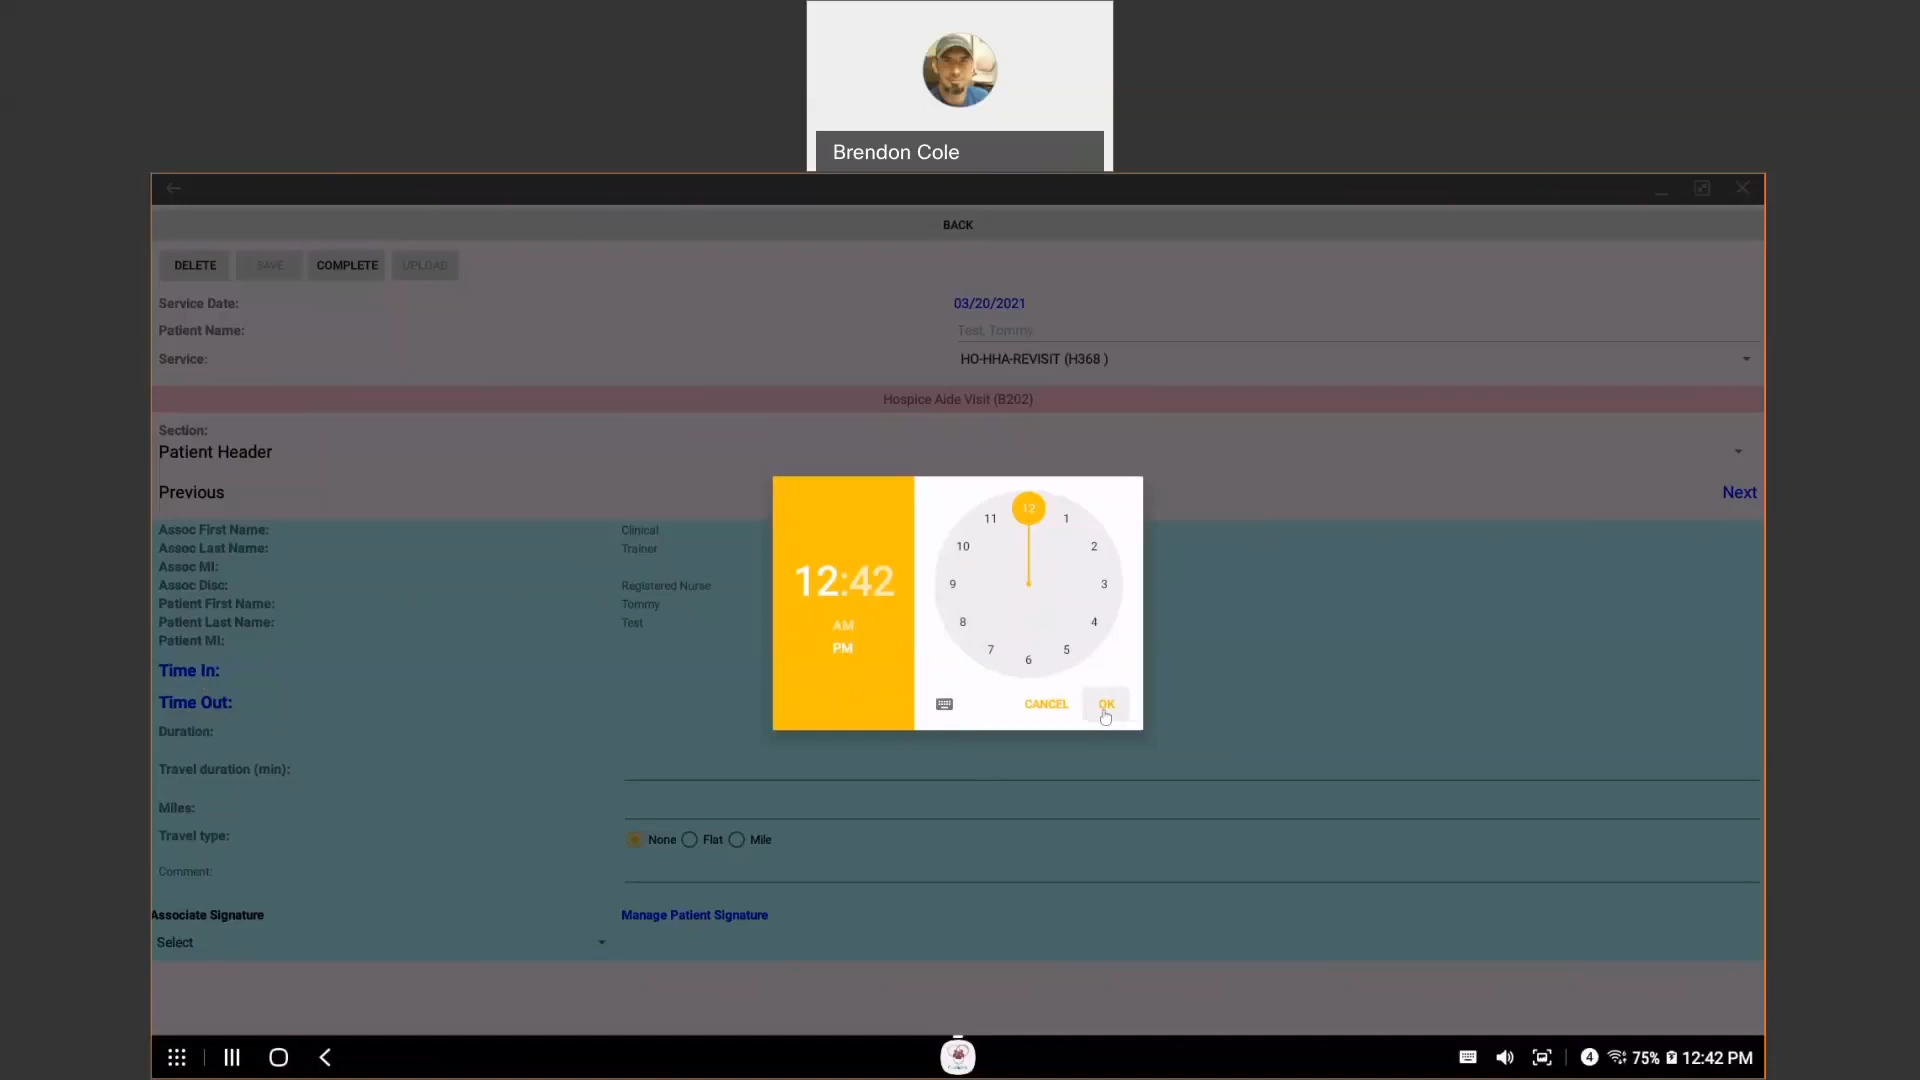 Brendon Cole
BACK
DELETE SAVE COMPLETE UPLOAD
Service Date: 03/20/2021
Patient Name: Test, Tommy
Service: HO-HHA-REVISIT (H368 )
Hospice Aide Visit (B202)
Section:
Patient Header
Previous Next
Assoc First Name: Clinical
Assoc Last Name: Trainer
Assoc MI:
Assoc Disc: Registered Nurse
Patient First Name: Tommy
Patient Last Name: Test
Patient MI:
Time In:
Time Out:
Duration:
Travel duration (min):
Miles:
Travel type: None Flat Mile
Comment:
Associate Signature Manage Patient Signature
Select
12:42
AM
PM
12
11 1
10 2
9 3
8 4
7 5
6
CANCEL OK
4 75% 12:42 PM